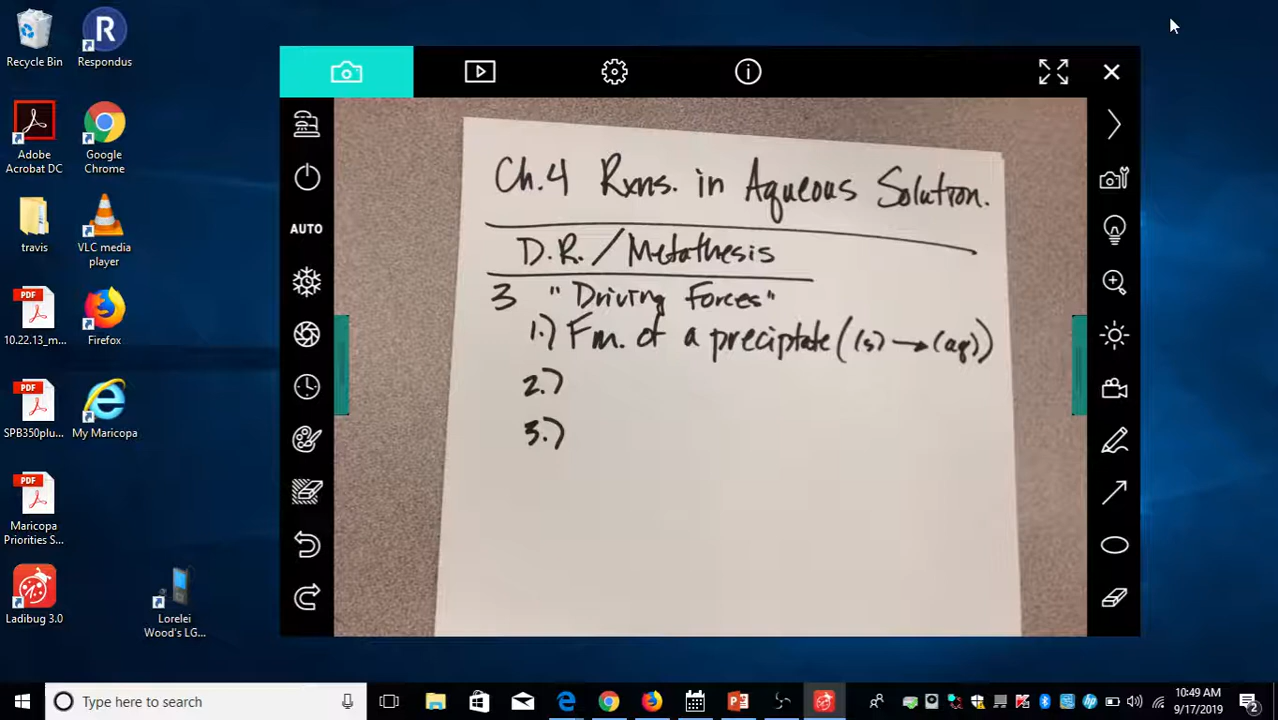 Recycle Bin
Respondus
Adobe Acrobat DC
Google Chrome
travis
VLC media player
10.22.13_m...
Firefox
SPB350plu...
My Maricopa
Maricopa Priorities S...
Ladibug 3.0
Lorelei Wood's LG...
AUTO
Ch.4 Rxns. in Aqueous Solution.
D.R./Metathesis
3 "Driving Forces"
1.) Fm. of a preciptate ((s) → (aq))
2.)
3.)
Type here to search
10:49 AM
9/17/2019
2